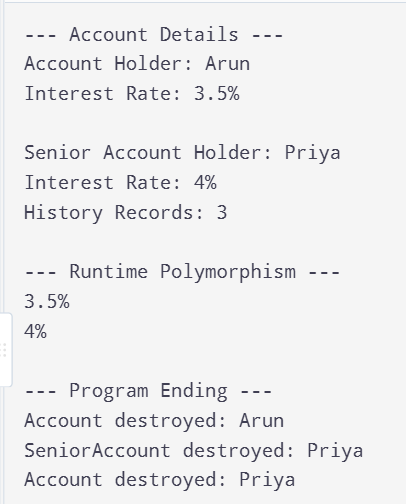 --- Account Details ---
Account Holder: Arun
Interest Rate: 3.5%
Senior Account Holder: Priya
Interest Rate: 4%
History Records: 3
--- Runtime Polymorphism ---
3.5%
4%
--- Program Ending ---
Account destroyed: Arun
SeniorAccount destroyed: Priya
Account destroyed: Priya